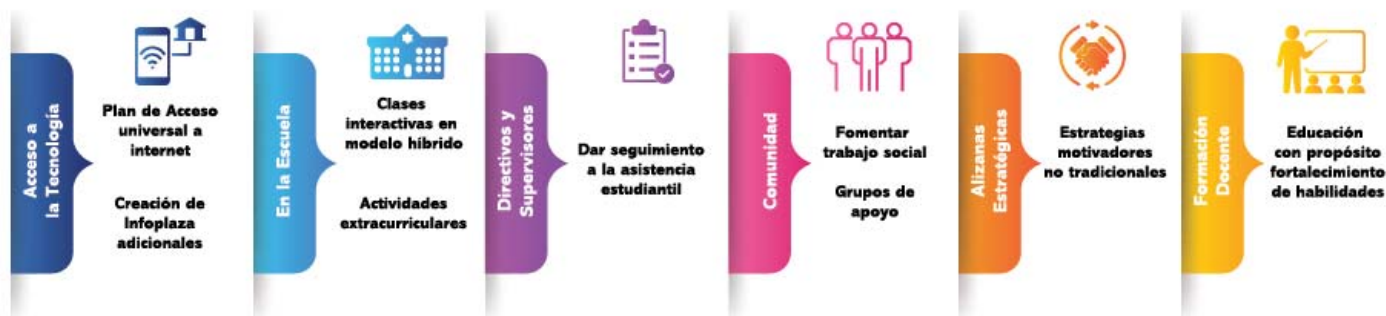 Acceso a
la Tecnología
Plan de Acceso
universal a
internet
Creación de
Infoplaza
adicionales
En la Escuela
Clases
interactivas en
modelo híbrido
Actividades
extracurriculares
Directivos y
Supervisores
Dar seguimiento
a la asistencia
estudiantil
Comunidad
Fomentar
trabajo social
Grupos de
apoyo
Alizanas
Estratégicas
Estrategias
motivadores
no tradicionales
Formación
Docente
Educación
con propósito
fortalecimiento
de habilidades